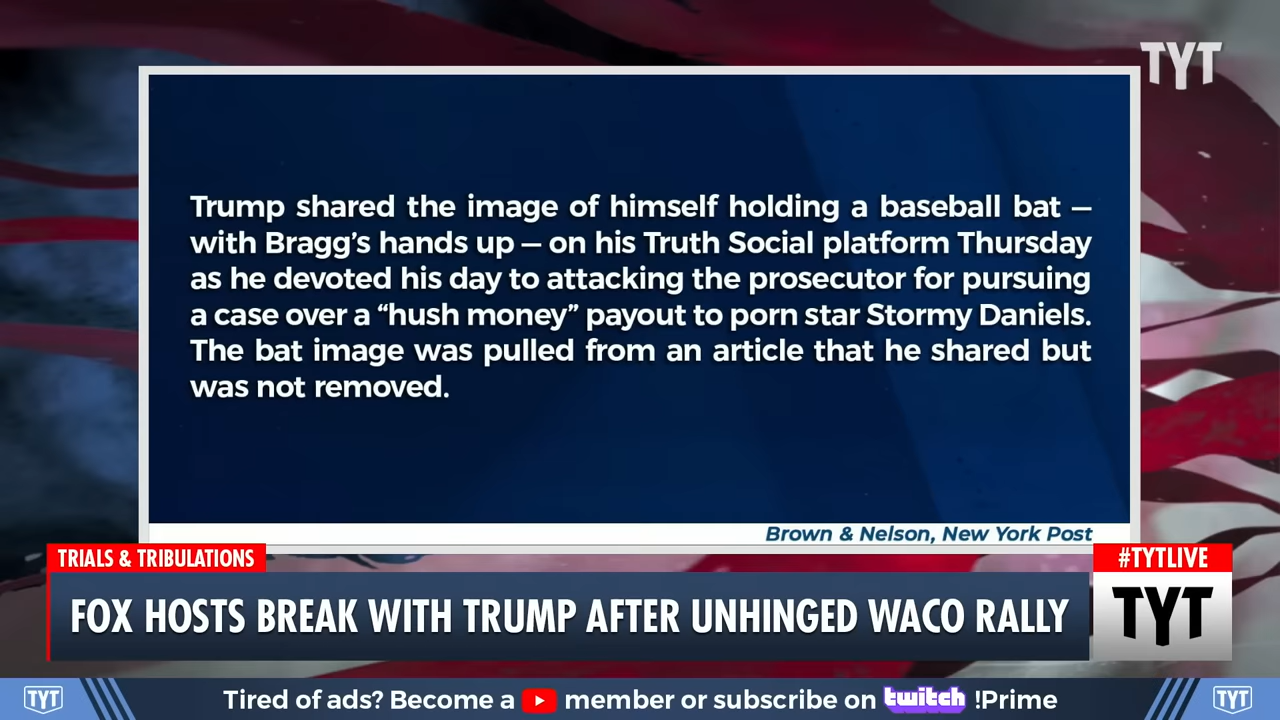 TYT
Trump shared the image of himself holding a baseball bat —
with Bragg's hands up — on his Truth Social platform Thursday
as he devoted his day to attacking the prosecutor for pursuing
a case over a “hush money” payout to porn star Stormy Daniels.
The bat image was pulled from an article that he shared but
was not removed.
Brown & Nelson, New York Post
TRIALS & TRIBULATIONS
#TYTLIVE
FOX HOSTS BREAK WITH TRUMP AFTER UNHINGED WACO RALLY
TYT
TYT
Tired of ads? Become a member or subscribe on twitch !Prime
TYT